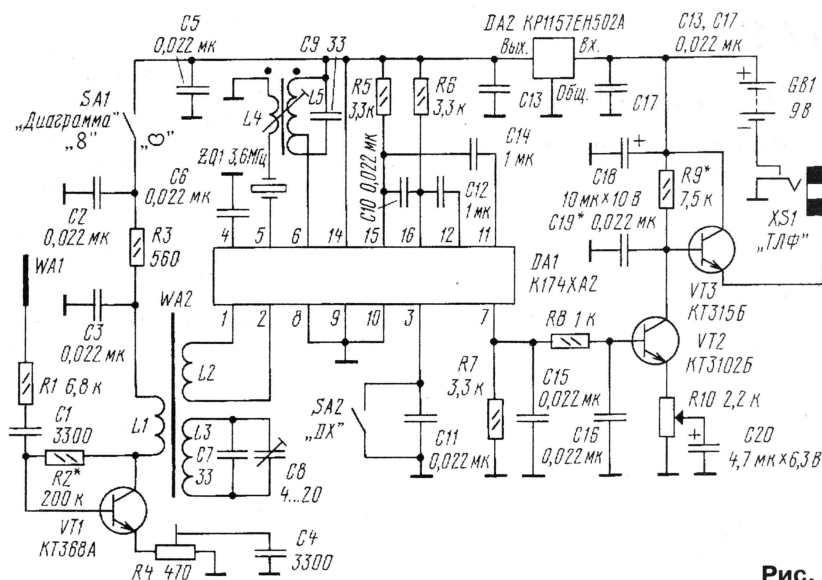 C5
0,022 мк
C9 33
DA2 КР1157ЕН502А
Вых.
Вх.
Общ.
C13, C17
0,022 мк
SA1
„Диаграмма"
„8"
L4
L5
R5
3,3к
R6
3,3к
C13
C17
GB1
9В
ZQ1 3,6МГц
C6
0,022 мк
C10 0,022 мк
C14
1 мк
C12
1 мк
C18
10 мк×10 В
R9*
7,5 к
C2
0,022 мк
R3
560
C19* 0,022 мк
XS1
„ТЛФ"
4
5
6
14
15
16
12
11
DA1
К174ХА2
WA1
WA2
VT3
КТ315Б
1
2
8
9
10
3
7
R8 1 к
VT2
КТ3102Б
C3
0,022 мк
R1 6,8 к
L2
R7
3,3 к
C15
0,022 мк
R10 2,2 к
C1
3300
L1
L3
C7
33
C8
4...20
SA2
„DX"
C11
0,022 мк
C16
0,022 мк
C20
4,7 мк×6,3 В
R2*
200 к
VT1
КТ368А
R4 470
C4
3300
Рис.